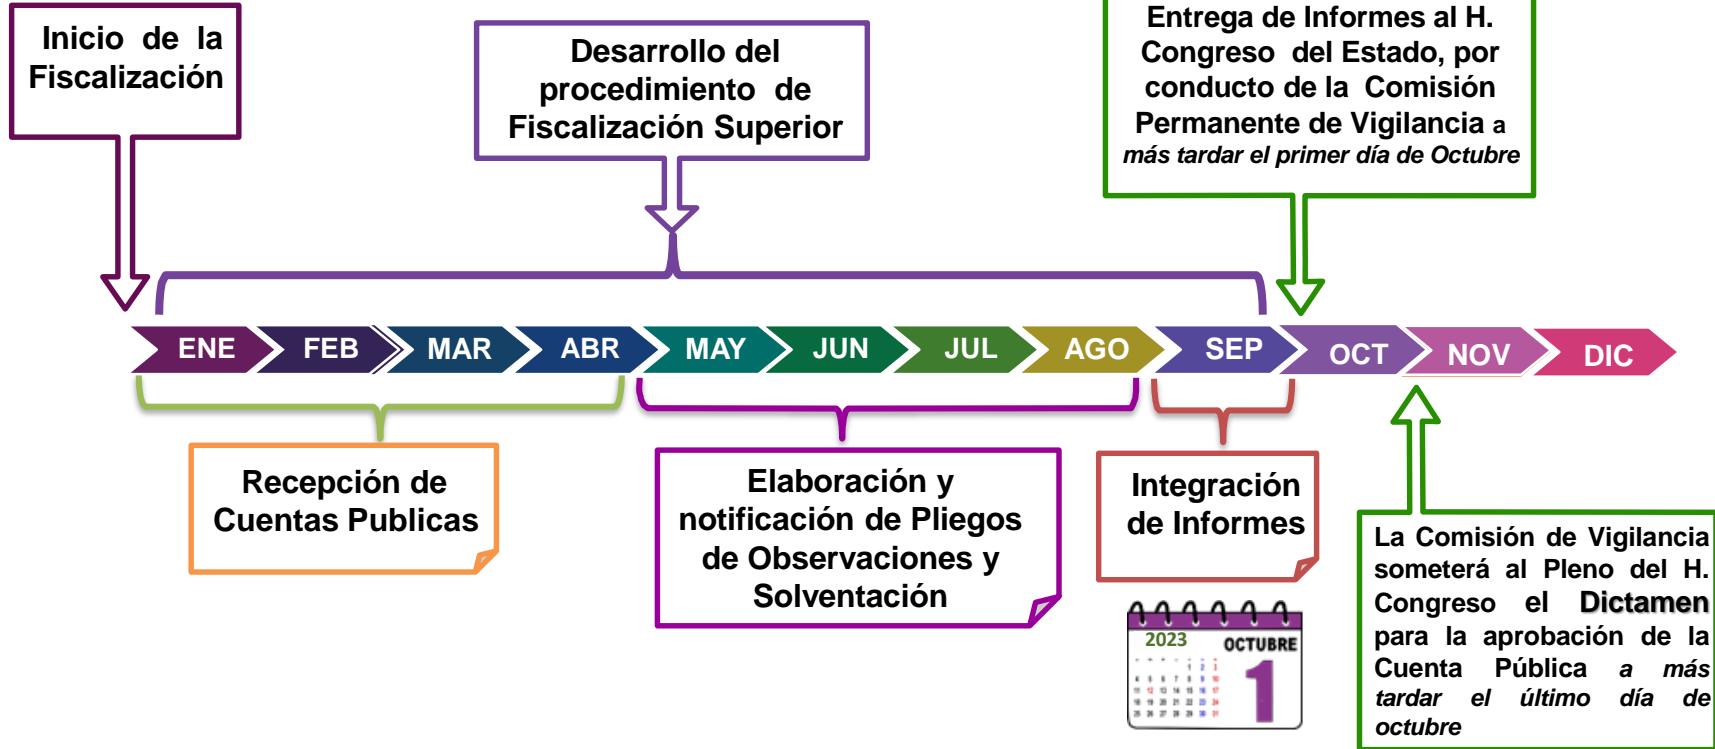 Inicio de la
Fiscalización
Desarrollo del
procedimiento de
Fiscalización Superior
Entrega de Informes al H.
Congreso del Estado, por
conducto de la Comisión
Permanente de Vigilancia a
más tardar el primer día de Octubre
ENE FEB MAR ABR MAY JUN JUL AGO SEP OCT NOV DIC
Recepción de
Cuentas Publicas
Elaboración y
notificación de Pliegos
de Observaciones y
Solventación
Integración
de Informes
2023 OCTUBRE
1
La Comisión de Vigilancia
someterá al Pleno del H.
Congreso el Dictamen
para la aprobación de la
Cuenta Pública a más
tardar el último día de
octubre